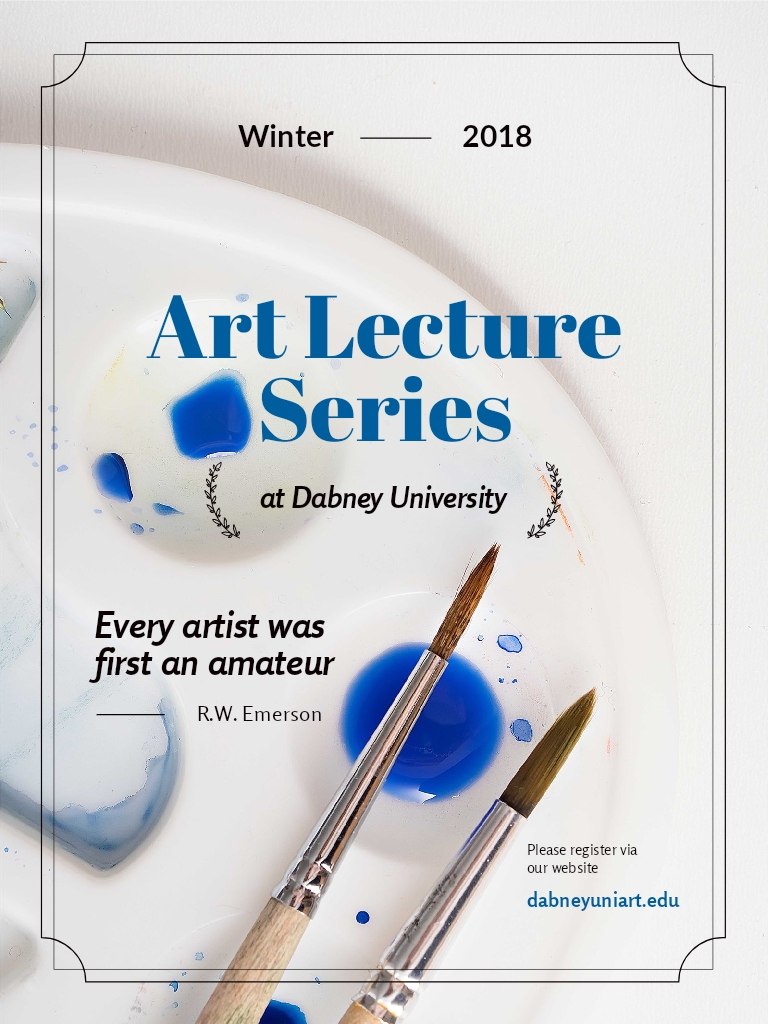 Winter 2018
Art Lecture
Series
at Dabney University
Every artist was
first an amateur
R.W. Emerson
Please register via
our website
dabneyuniart.edu